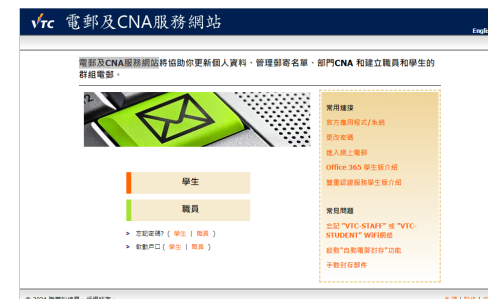 VTC 電郵及CNA服務網站
English
電郵及CNA服務網站將協助你更新個人資料、管理郵寄名單、部門CNA 和建立職員和學生的
群組電郵。
學生
職員
> 忘記密碼? ( 學生 | 職員 )
> 啟動戶口 ( 學生 | 職員 )
常用連接
官方應用程式/系統
更改密碼
進入網上電郵
Office 365 學生版介紹
雙重認證服務學生版介紹
常見問題
忘記 "VTC-STAFF" 或 "VTC-
STUDENT" WiFi網絡
啟動"自動電郵封存"功能
手動封存郵件